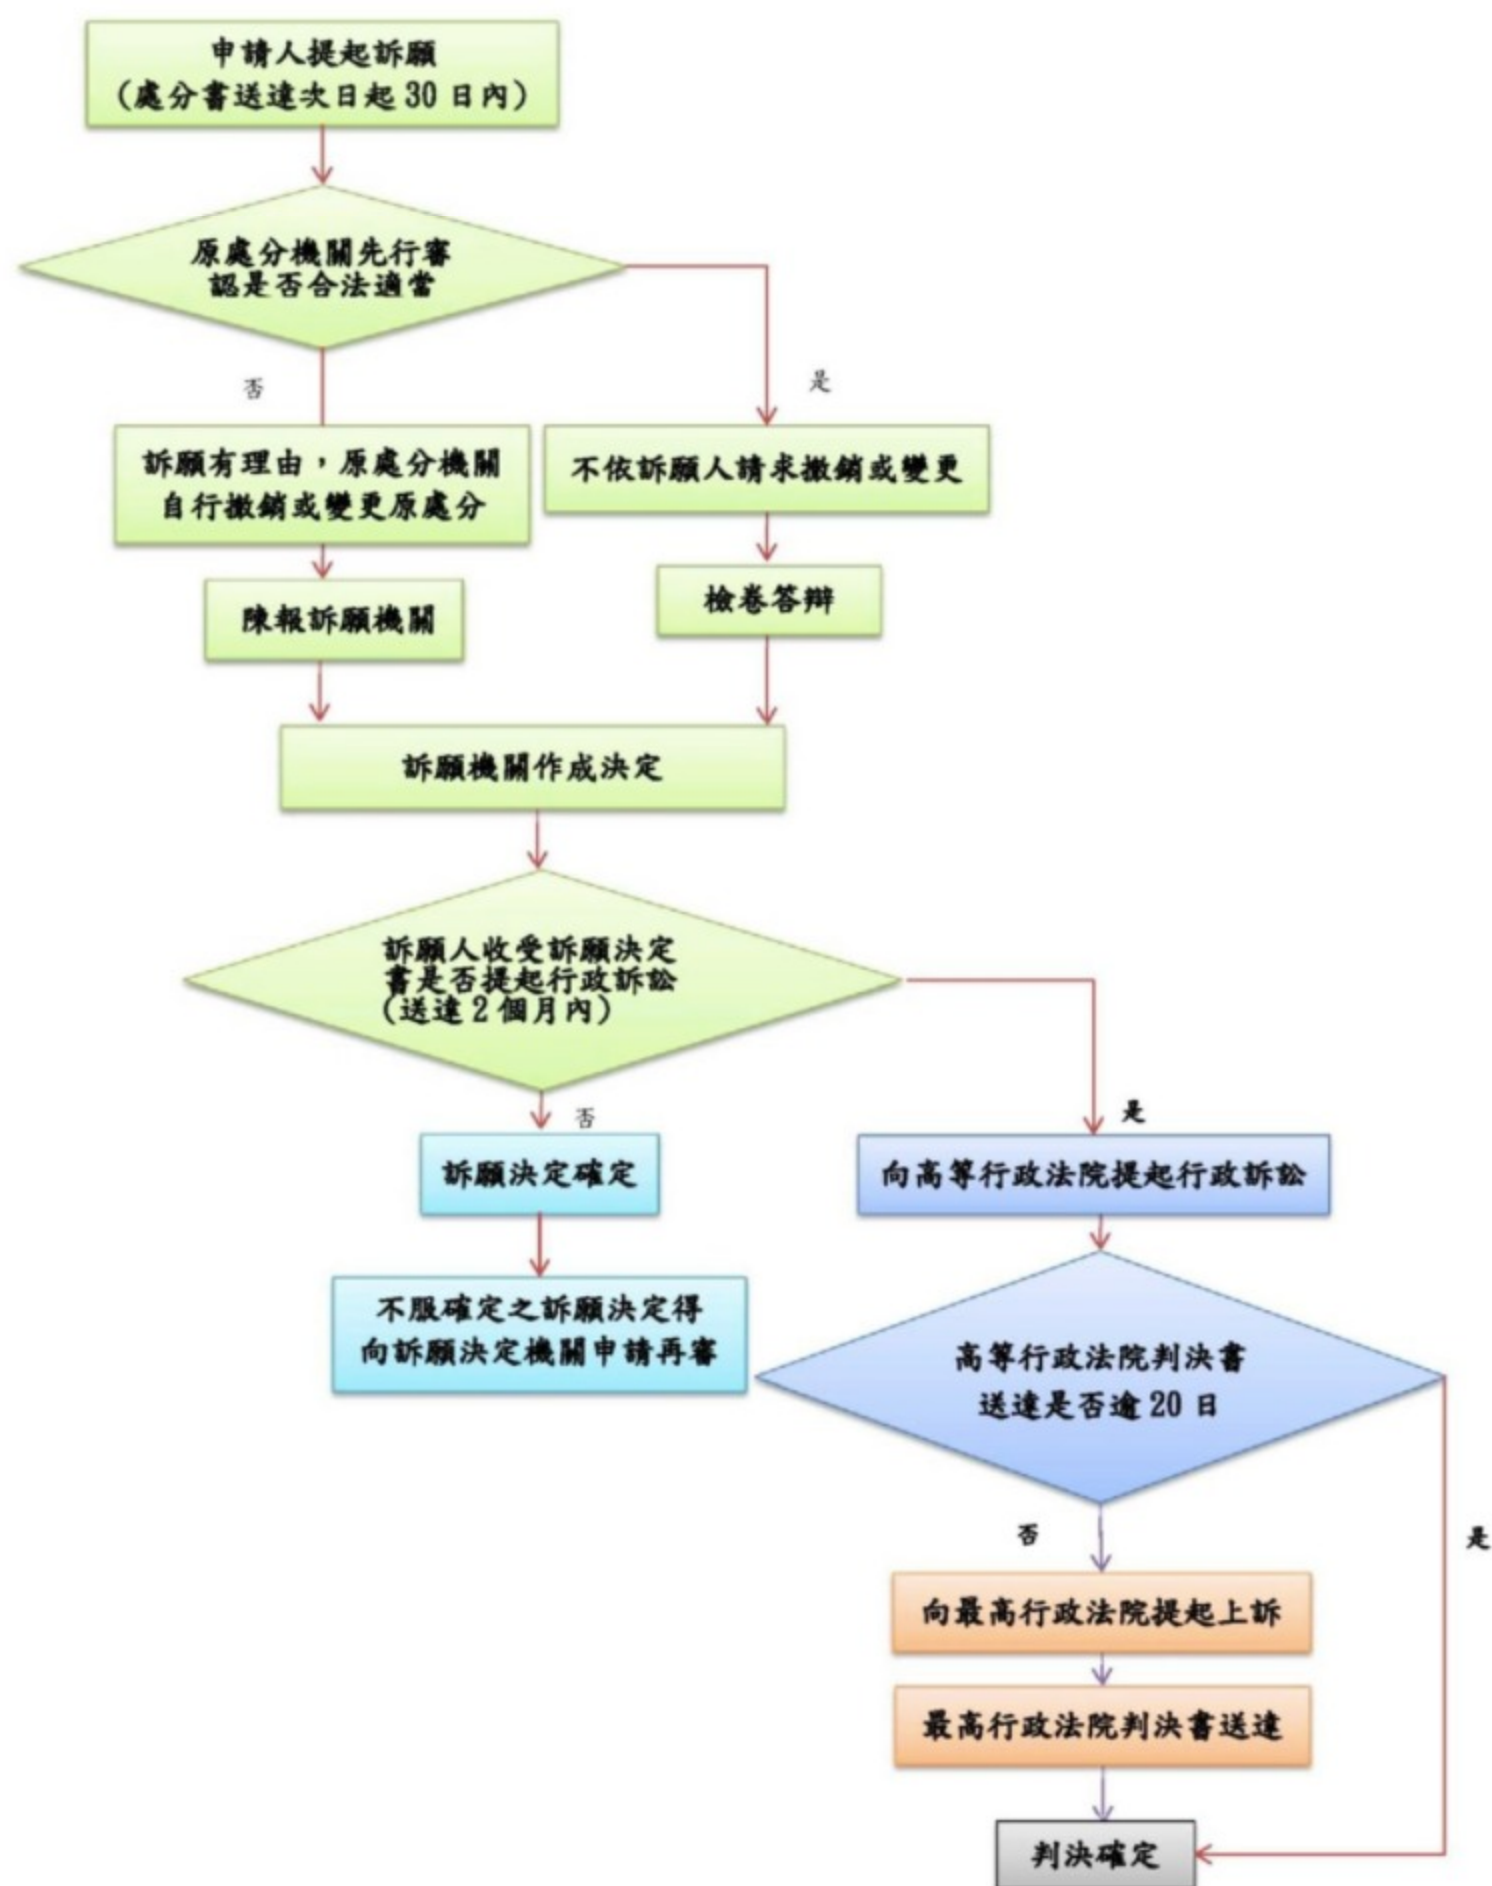 申請人提起訴願
(處分書送達次日起 30 日內)
原處分機關先行審
認是否合法適當
否
是
訴願有理由，原處分機關
自行撤銷或變更原處分
不依訴願人請求撤銷或變更
陳報訴願機關
檢卷答辯
訴願機關作成決定
訴願人收受訴願決定
書是否提起行政訴訟
(送達 2 個月內)
否
是
訴願決定確定
向高等行政法院提起行政訴訟
不服確定之訴願決定得
向訴願決定機關申請再審
高等行政法院判決書
送達是否逾 20 日
否
是
向最高行政法院提起上訴
最高行政法院判決書送達
判決確定